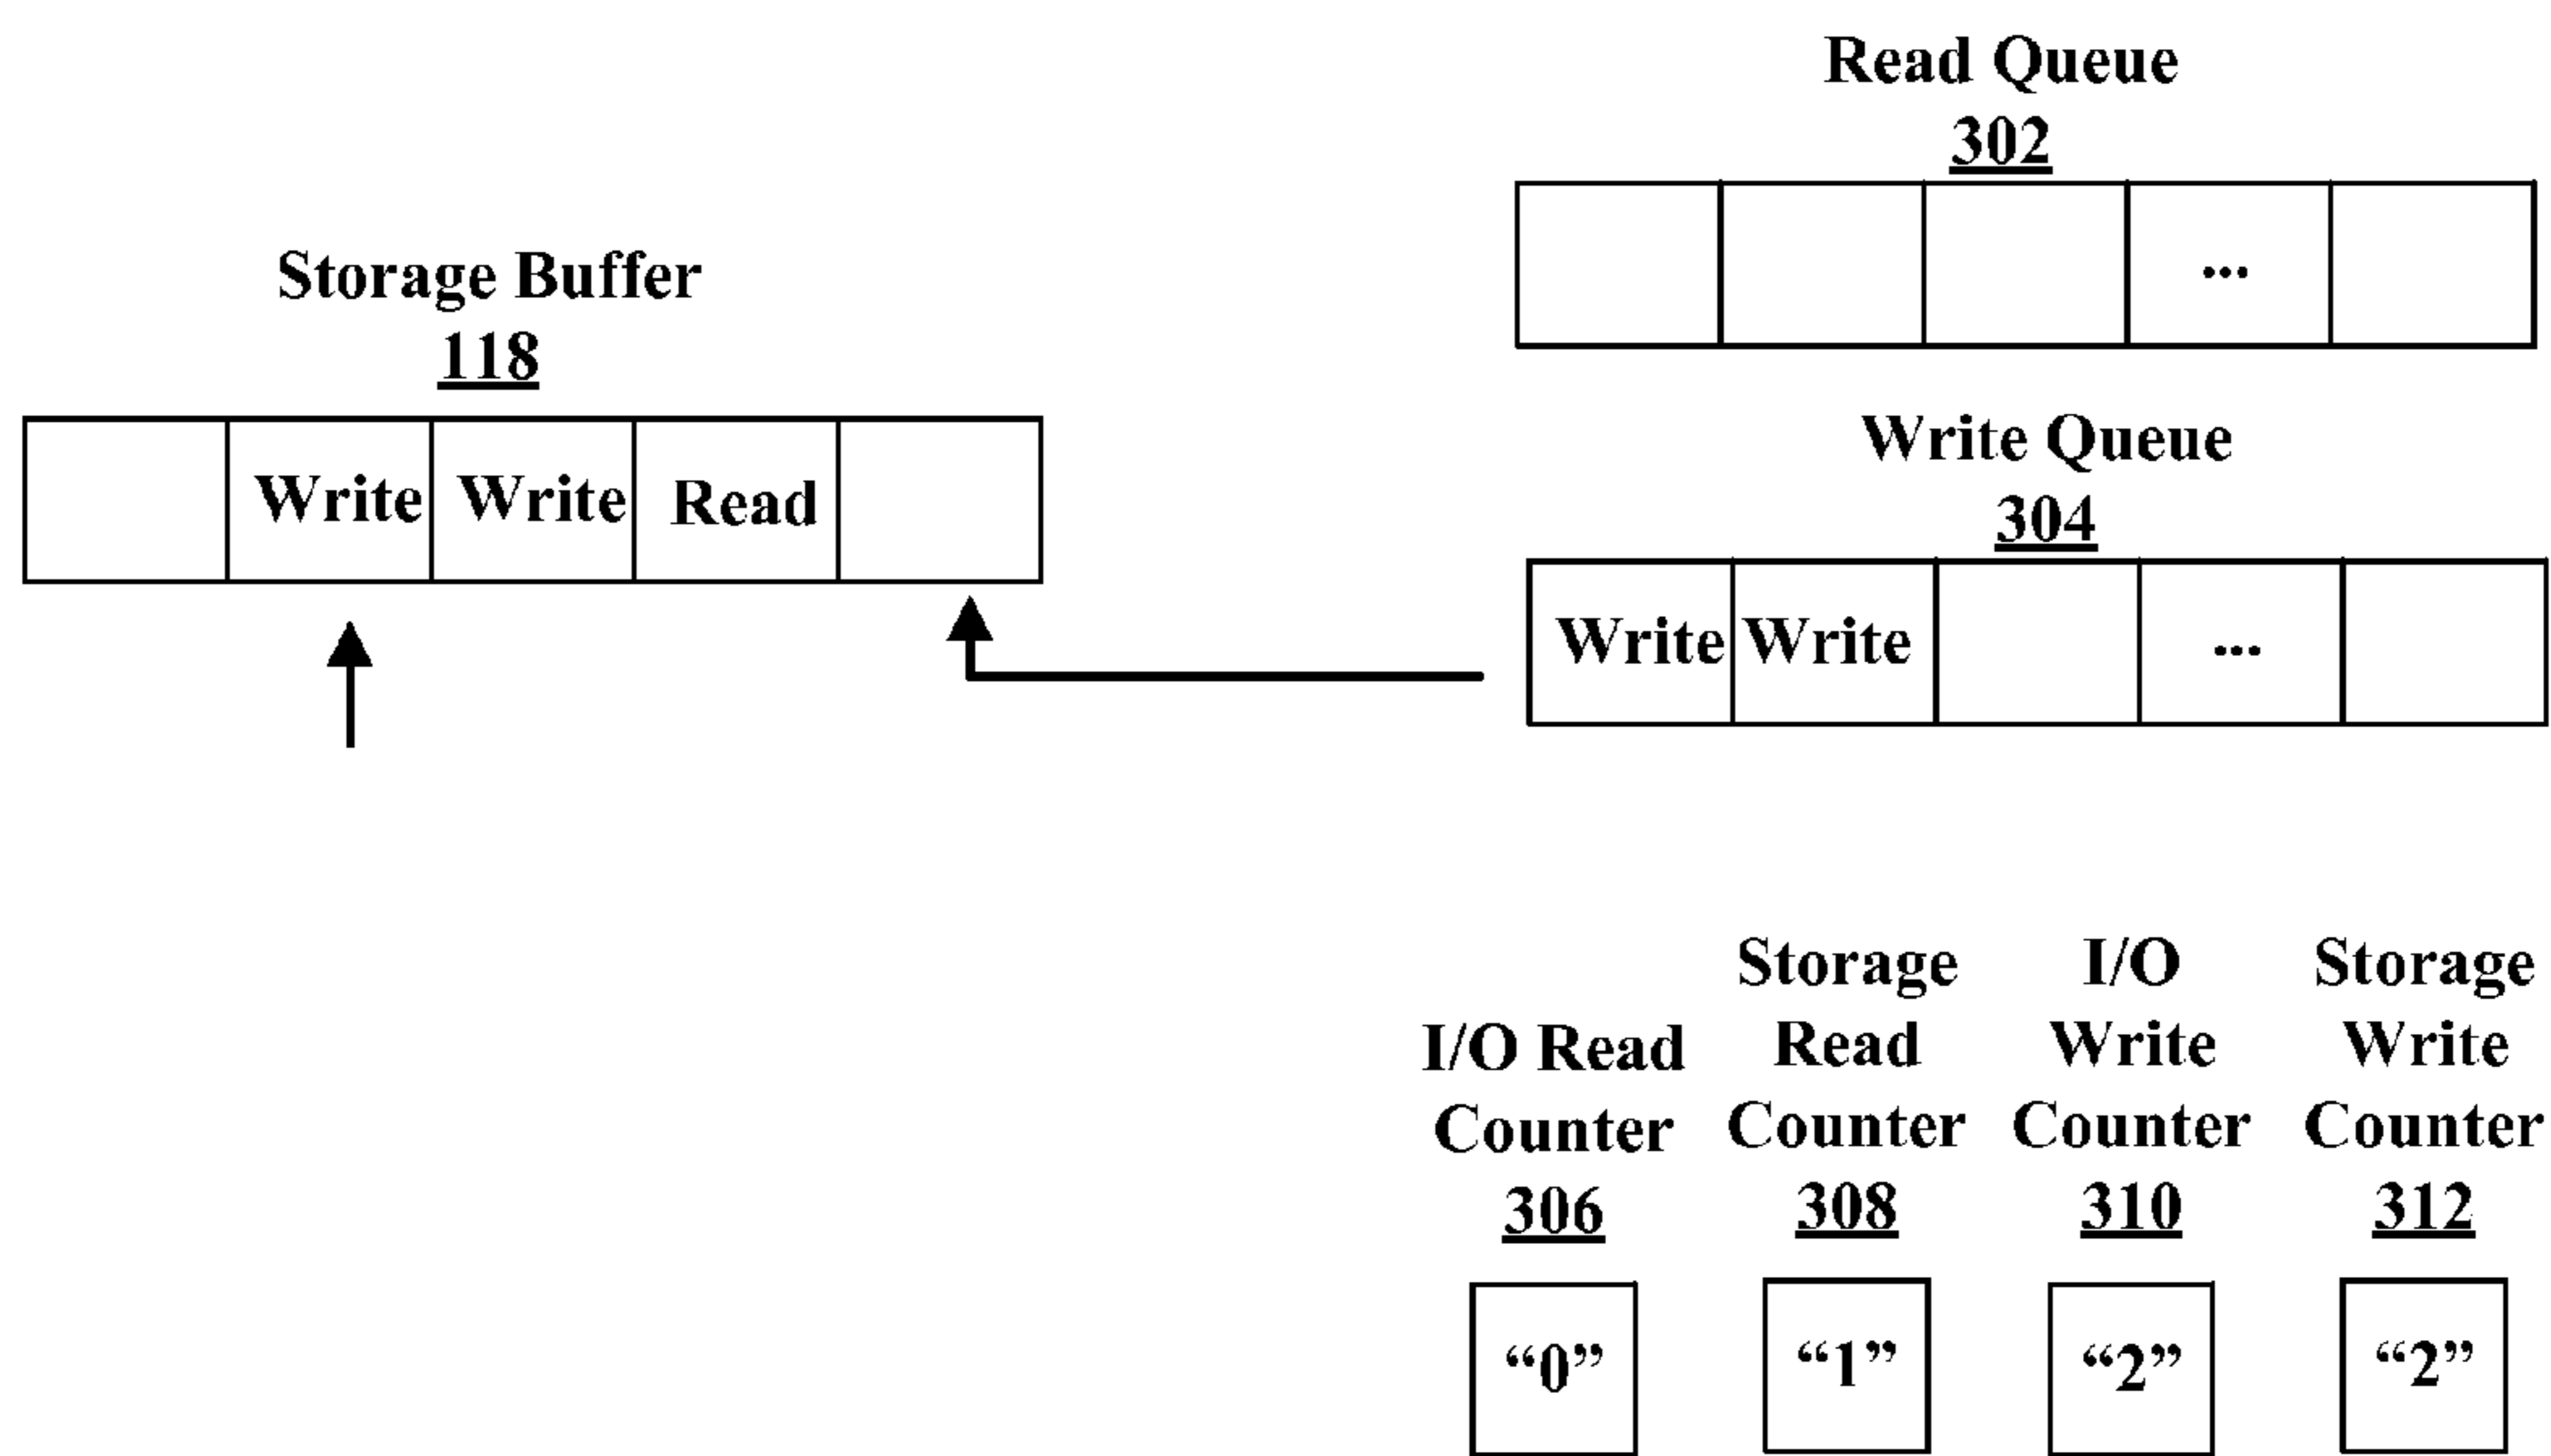 Read Queue
302
...
Storage Buffer
118
Write Write Read
Write Queue
304
Write Write ...
I/O Read
Counter
306
"0"
Storage
Read
Counter
308
“1”
I/O
Write
Counter
310
“2”
Storage
Write
Counter
312
“2”